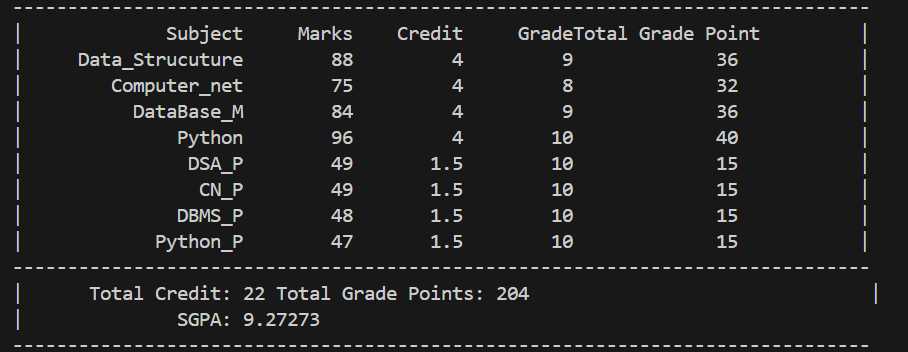 ------------------------------------------------------------------------------
| Subject Marks Credit GradeTotal Grade Point |
| Data_Strucuture 88 4 9 36 |
| Computer_net 75 4 8 32 |
| DataBase_M 84 4 9 36 |
| Python 96 4 10 40 |
| DSA_P 49 1.5 10 15 |
| CN_P 49 1.5 10 15 |
| DBMS_P 48 1.5 10 15 |
| Python_P 47 1.5 10 15 |
------------------------------------------------------------------------------
| Total Credit: 22 Total Grade Points: 204 |
| SGPA: 9.27273
------------------------------------------------------------------------------